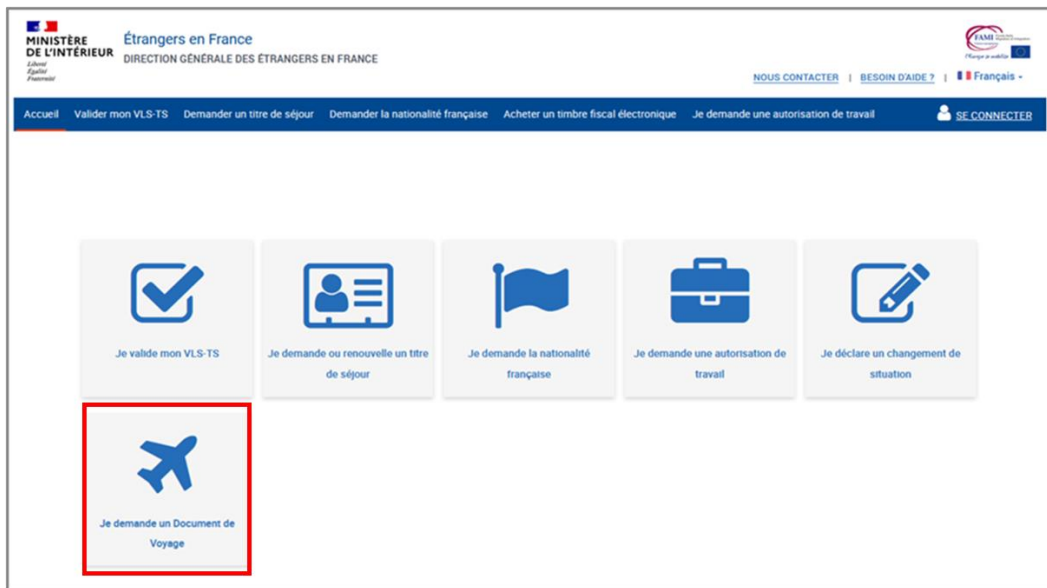 MINISTÈRE
DE L'INTÉRIEUR
Liberté
Égalité
Fraternité
Étrangers en France
DIRECTION GÉNÉRALE DES ÉTRANGERS EN FRANCE
FAMI
NOUS CONTACTER | BESOIN D'AIDE ? | Français
Accueil Valider mon VLS-TS Demander un titre de séjour Demander la nationalité française Acheter un timbre fiscal électronique Je demande une autorisation de travail SE CONNECTER
Je valide mon VLS-TS
Je demande ou renouvelle un titre
de séjour
Je demande la nationalité
française
Je demande une autorisation de
travail
Je déclare un changement de
situation
Je demande un Document de
Voyage